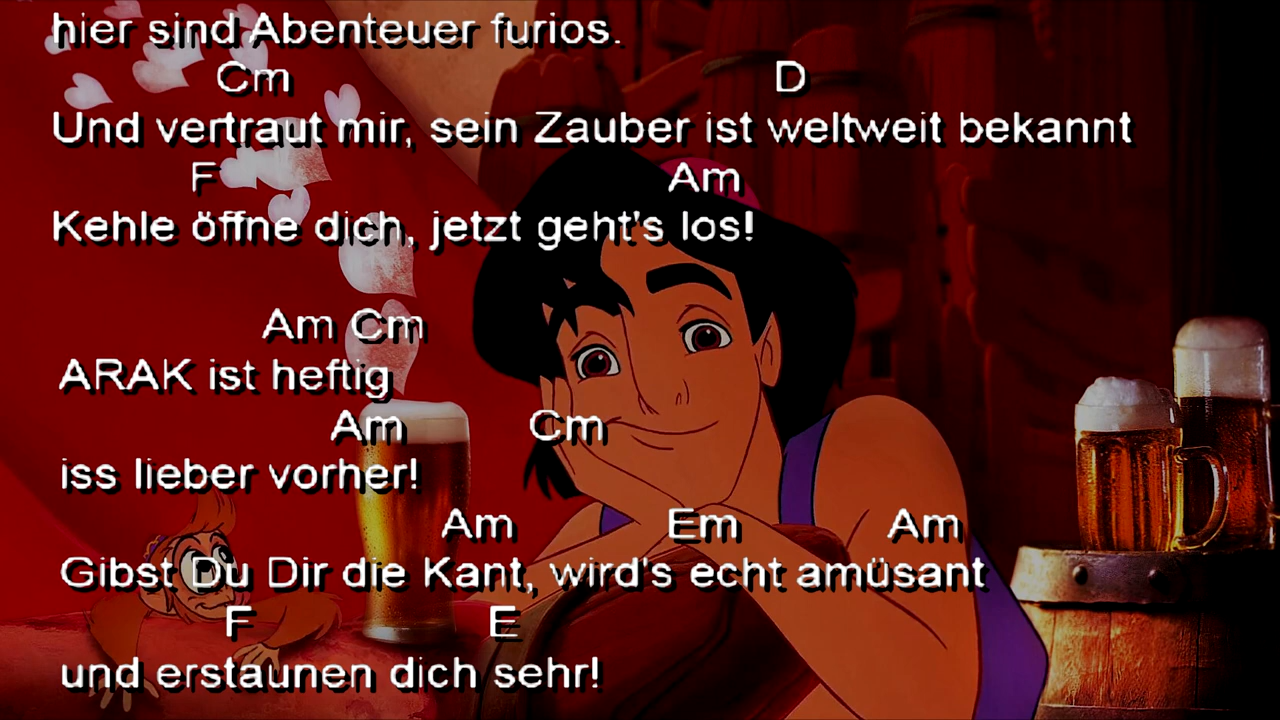 hier sind Abenteuer furios.
Cm D
Und vertraut mir, sein Zauber ist weltweit bekannt
F Am
Kehle öffne dich, jetzt geht's los!
Am Cm
ARAK ist heftig
Am Cm
iss lieber vorher!
Am Em Am
Gibst Du Dir die Kant, wird's echt amüsant
F E
und erstaunen dich sehr!